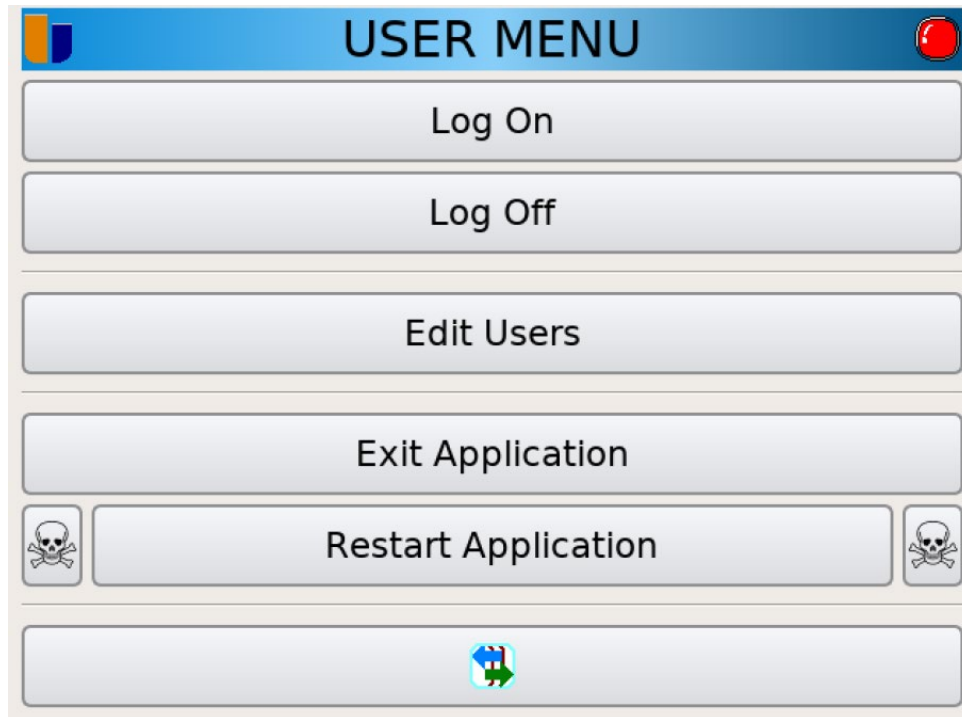 USER MENU
Log On
Log Off
Edit Users
Exit Application
Restart Application